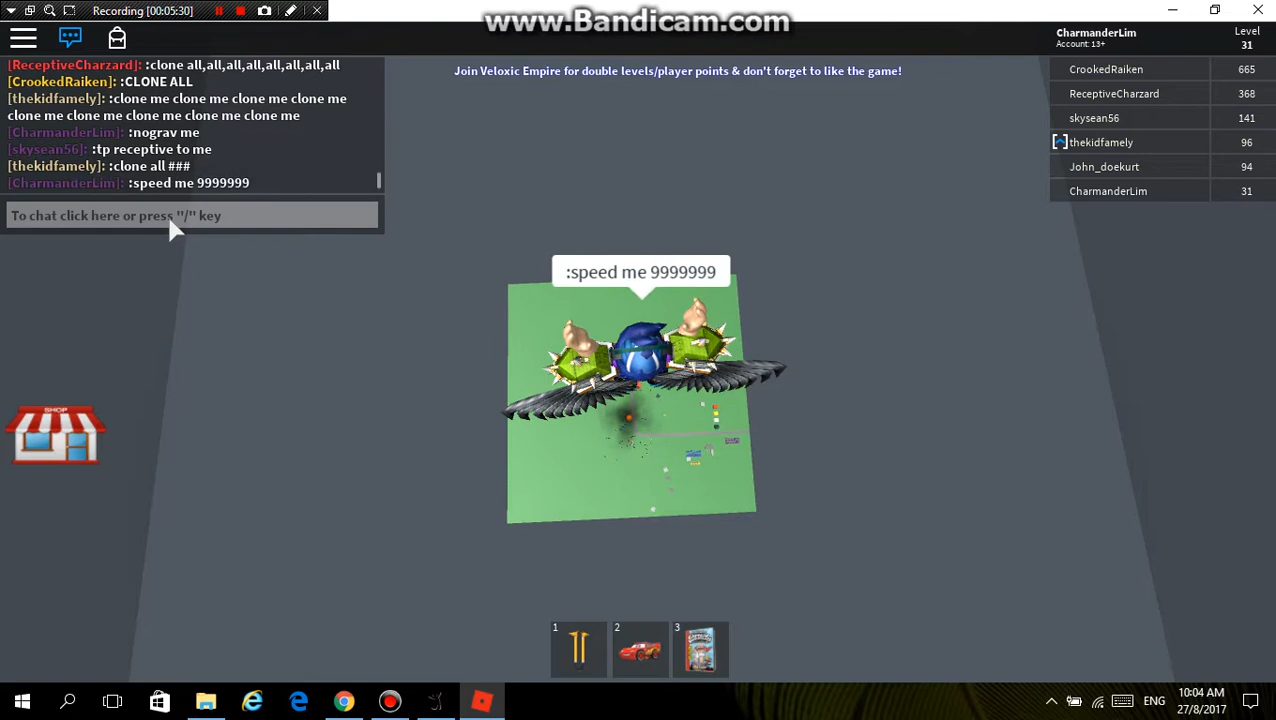 Recording [00:05:30]
www.Bandicam.com
CharmanderLim
Account: 13+
Level
31
[ReceptiveCharzard]: :clone all,all,all,all,all,all,all,all
[CrookedRaiken]: :CLONE ALL
[thekidfamely]: :clone me clone me clone me clone me
clone me clone me clone me clone me clone me
[CharmanderLim]: :nograv me
[skysean56]: :tp receptive to me
[thekidfamely]: :clone all ###
[CharmanderLim]: :speed me 9999999
To chat click here or press "/" key
Join Veloxic Empire for double levels/player points & don't forget to like the game!
CrookedRaiken 665
ReceptiveCharzard 368
skysean56 141
thekidfamely 96
John_doekurt 94
CharmanderLim 31
:speed me 9999999
SHOP
1 2 3
ENG
10:04 AM
27/8/2017